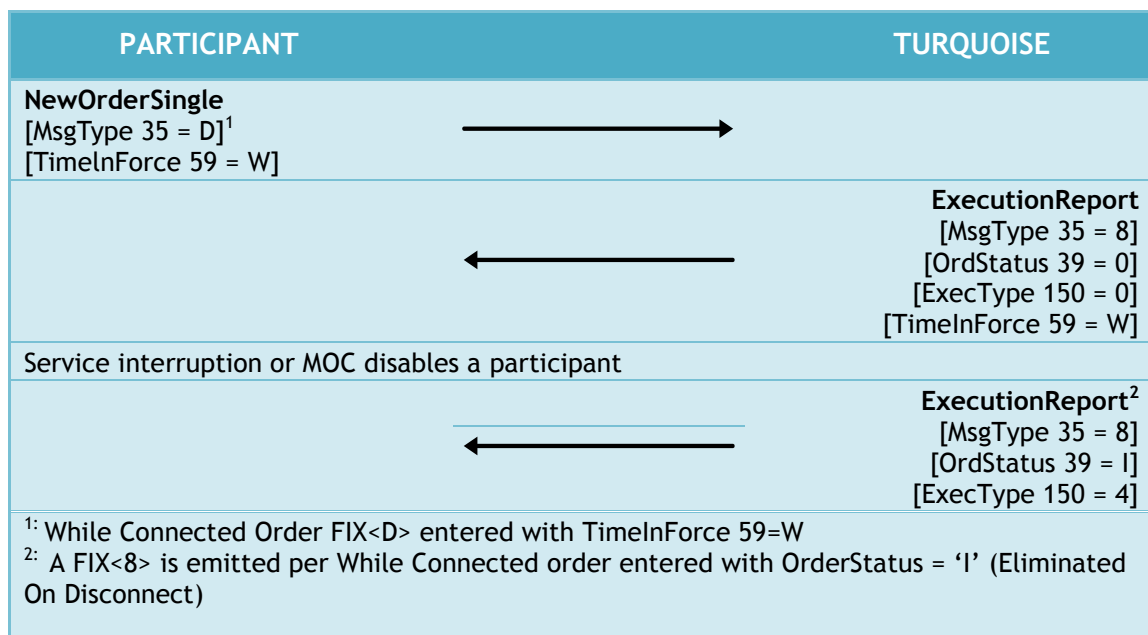 PARTICIPANT TURQUOISE
NewOrderSingle
[MsgType 35 = D]1
[TimeInForce 59 = W]
ExecutionReport
[MsgType 35 = 8]
[OrdStatus 39 = 0]
[ExecType 150 = 0]
[TimeInForce 59 = W]
Service interruption or MOC disables a participant
ExecutionReport2
[MsgType 35 = 8]
[OrdStatus 39 = I]
[ExecType 150 = 4]
1: While Connected Order FIX<D> entered with TimeInForce 59=W
2: A FIX<8> is emitted per While Connected order entered with OrderStatus = ‘I’ (Eliminated
On Disconnect)